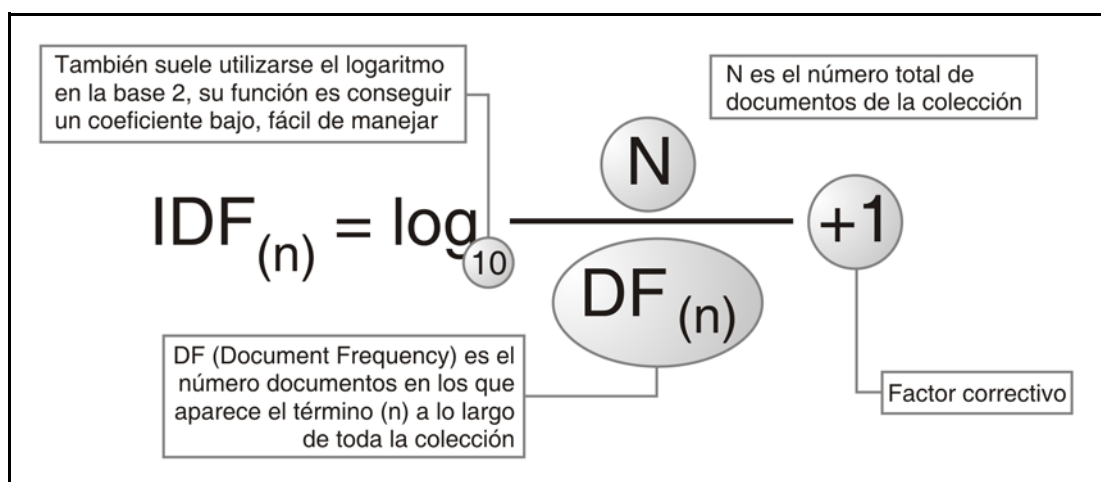 También suele utilizarse el logaritmo
en la base 2, su función es conseguir
un coeficiente bajo, fácil de manejar
N es el número total de
documentos de la colección
N
IDF(n) = log10
+1
DF (n)
DF (Document Frequency) es el
número documentos en los que
aparece el término (n) a lo largo
de toda la colección
Factor correctivo